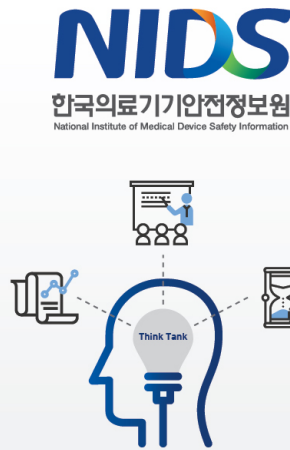 NIDS
한국의료기기안전정보원
National Institute of Medical Device Safety Information
Think Tank